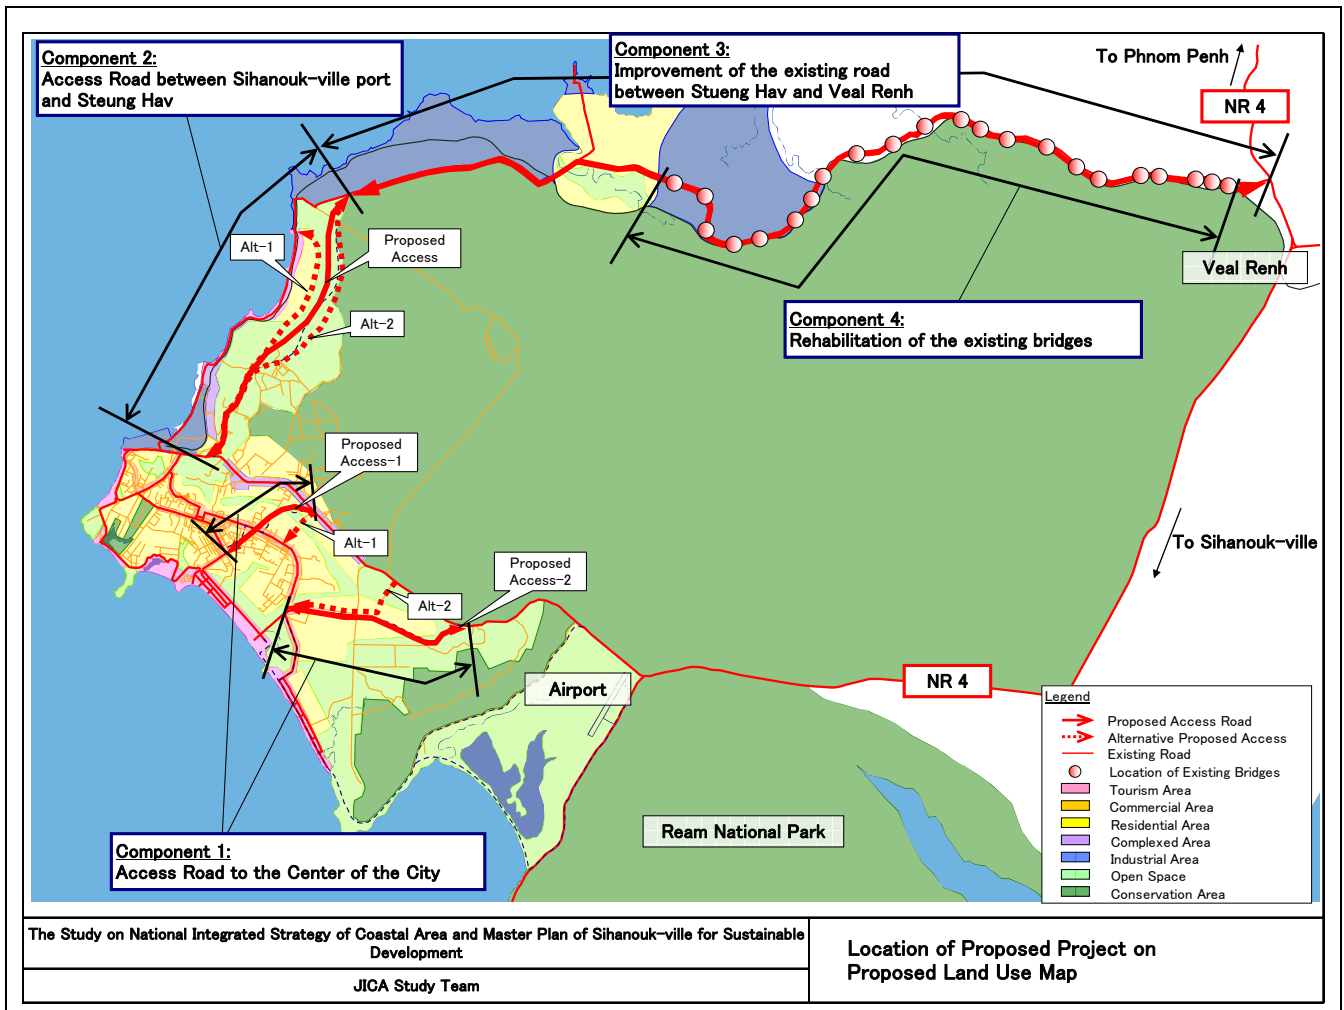 Component 2:
Access Road between Sihanouk-ville port
and Steung Hav
Component 3:
Improvement of the existing road
between Stueng Hav and Veal Renh
To Phnom Penh
NR 4
Alt-1
Proposed
Access
Alt-2
Veal Renh
Component 4:
Rehabilitation of the existing bridges
Proposed
Access-1
Alt-1
To Sihanouk-ville
Proposed
Access-2
Alt-2
Airport
NR 4
Ream National Park
Component 1:
Access Road to the Center of the City
Legend
Proposed Access Road
Alternative Proposed Access
Existing Road
Location of Existing Bridges
Tourism Area
Commercial Area
Residential Area
Complexed Area
Industrial Area
Open Space
Conservation Area
The Study on National Integrated Strategy of Coastal Area and Master Plan of Sihanouk-ville for Sustainable
Development
JICA Study Team
Location of Proposed Project on
Proposed Land Use Map